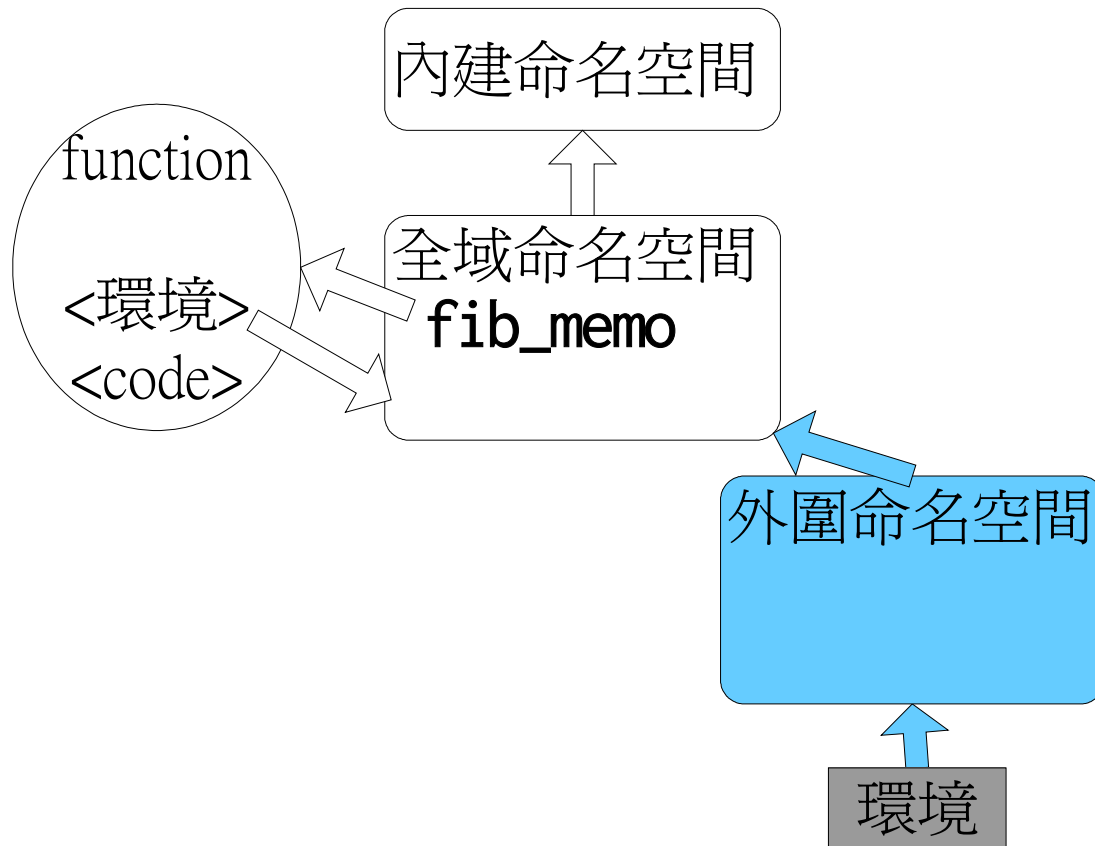 內建命名空間
function
<環境>
<code>
全域命名空間
fib_memo
外圍命名空間
環境